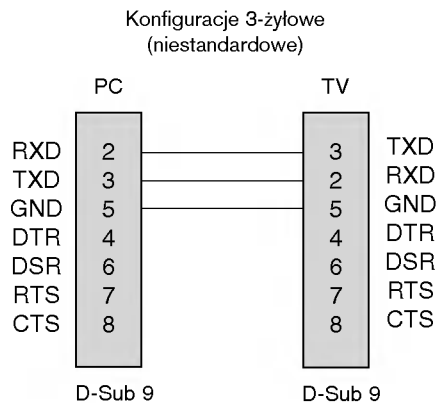 Konfiguracje 3-żyłowe
(niestandardowe)
PC TV
RXD 2 3 TXD
TXD 3 2 RXD
GND 5 5 GND
DTR 4 4 DTR
DSR 6 6 DSR
RTS 7 7 RTS
CTS 8 8 CTS
D-Sub 9 D-Sub 9